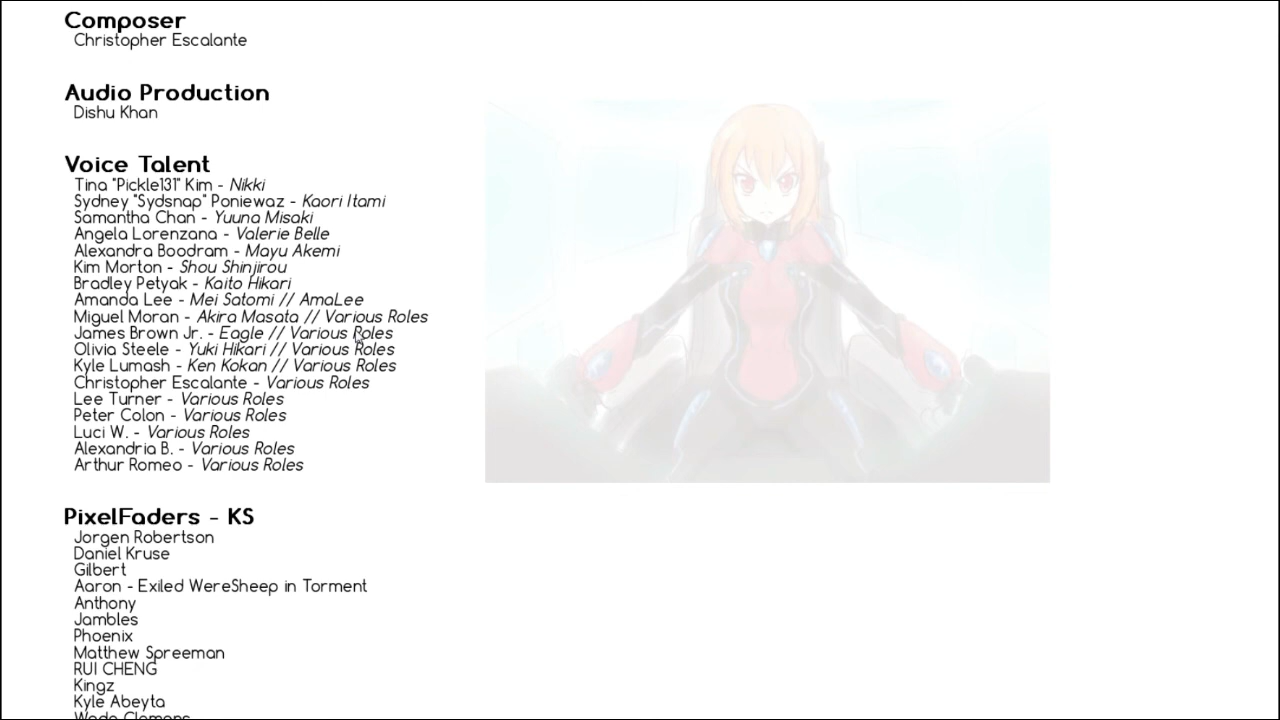 Composer
Christopher Escalante
Audio Production
Dishu Khan
Voice Talent
Tina "Pickle131" Kim - Nikki
Sydney "Sydsnap" Poniewaz - Kaori Itami
Samantha Chan - Yuuna Misaki
Angela Lorenzana - Valerie Belle
Alexandra Boodram - Mayu Akemi
Kim Morton - Shou Shinjirou
Bradley Petyak - Kaito Hikari
Amanda Lee - Mei Satomi // AmaLee
Miguel Moran - Akira Masata // Various Roles
James Brown Jr. - Eagle // Various Roles
Olivia Steele - Yuki Hikari // Various Roles
Kyle Lumash - Ken Kokan // Various Roles
Christopher Escalante - Various Roles
Lee Turner - Various Roles
Peter Colon - Various Roles
Luci W. - Various Roles
Alexandria B. - Various Roles
Arthur Romeo - Various Roles
PixelFaders - KS
Jorgen Robertson
Daniel Kruse
Gilbert
Aaron - Exiled WereSheep in Torment
Anthony
Jambles
Phoenix
Matthew Spreeman
RUI CHENG
Kingz
Kyle Abeyta
Wade Clemons